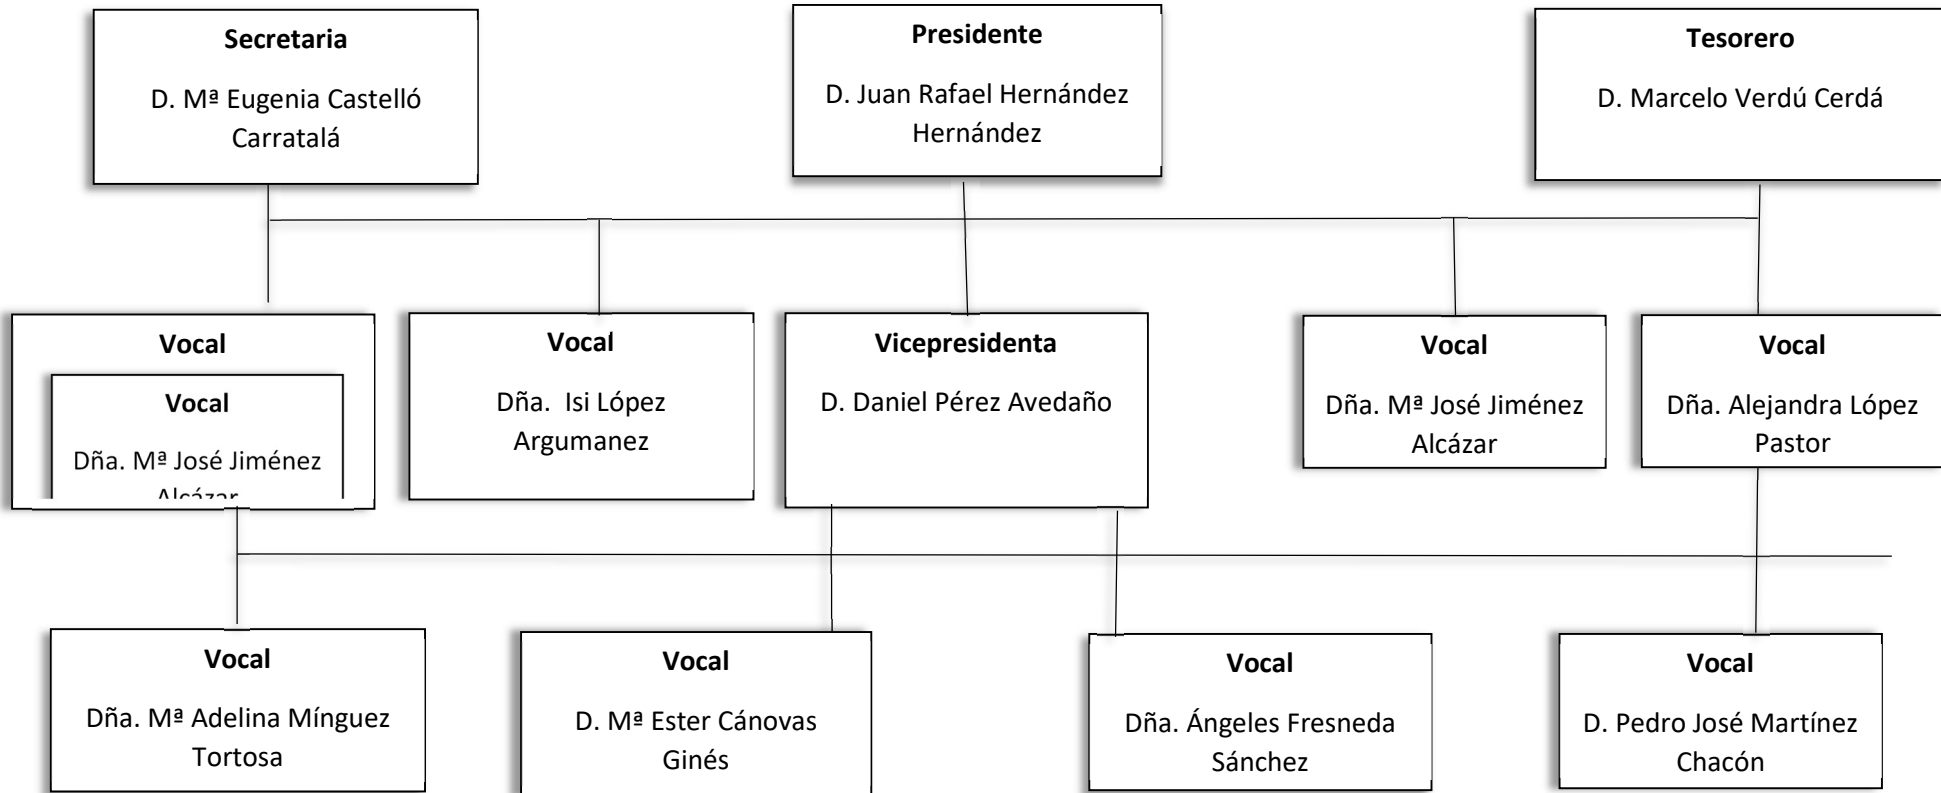 Secretaria
D. Mª Eugenia Castelló
Carratalá
Presidente
D. Juan Rafael Hernández
Hernández
Tesorero
D. Marcelo Verdú Cerdá
Vocal
Vocal
Dña. Mª José Jiménez
Alcázar
Vocal
Dña. Isi López
Argumanez
Vicepresidenta
D. Daniel Pérez Avedaño
Vocal
Dña. Mª José Jiménez
Alcázar
Vocal
Dña. Alejandra López
Pastor
Vocal
Dña. Mª Adelina Mínguez
Tortosa
Vocal
D. Mª Ester Cánovas
Ginés
Vocal
Dña. Ángeles Fresneda
Sánchez
Vocal
D. Pedro José Martínez
Chacón